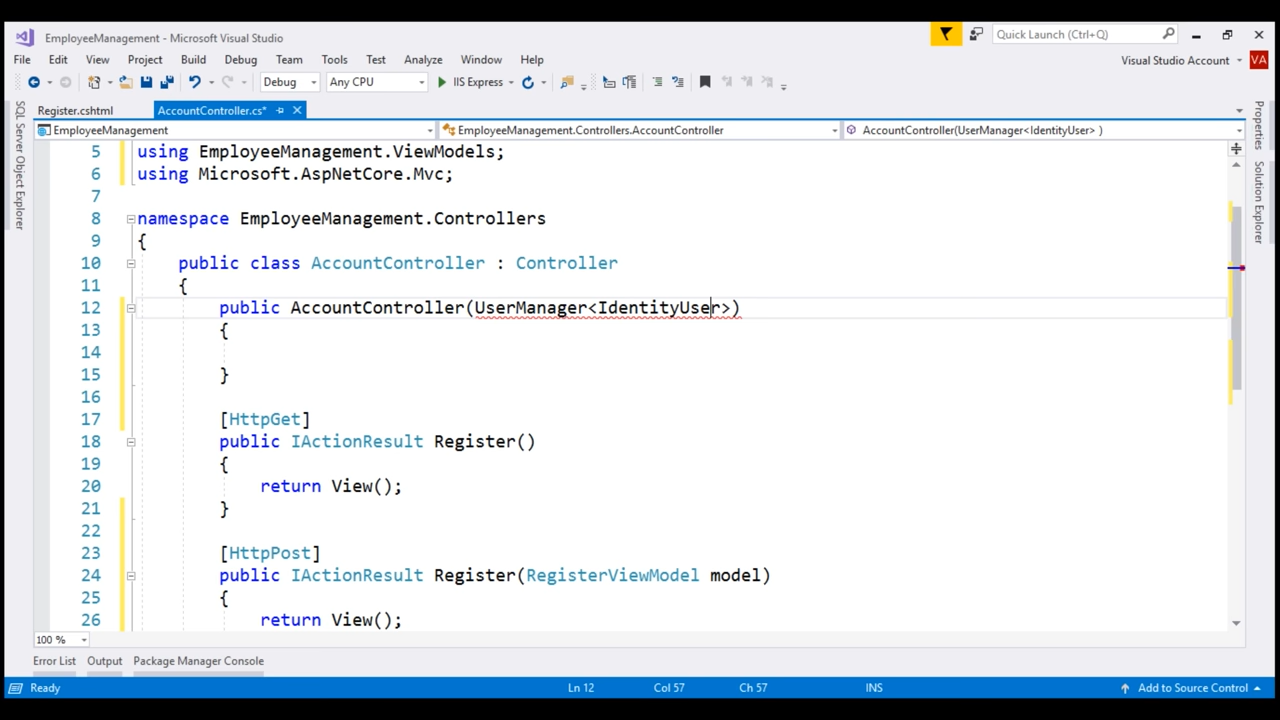 EmployeeManagement - Microsoft Visual Studio
Quick Launch (Ctrl+Q)
File Edit View Project Build Debug Team Tools Test Analyze Window Help
Visual Studio Account VA
Debug Any CPU IIS Express
SQL Server Object Explorer
Register.cshtml AccountController.cs*
Properties
Solution Explorer
EmployeeManagement EmployeeManagement.Controllers.AccountController AccountController(UserManager<IdentityUser> )
5 using EmployeeManagement.ViewModels;
6 using Microsoft.AspNetCore.Mvc;
7
8 namespace EmployeeManagement.Controllers
9 {
10 public class AccountController : Controller
11 {
12 public AccountController(UserManager<IdentityUser>)
13 {
14
15 }
16
17 [HttpGet]
18 public IActionResult Register()
19 {
20 return View();
21 }
22
23 [HttpPost]
24 public IActionResult Register(RegisterViewModel model)
25 {
26 return View();
100 %
Error List Output Package Manager Console
Ready Ln 12 Col 57 Ch 57 INS Add to Source Control